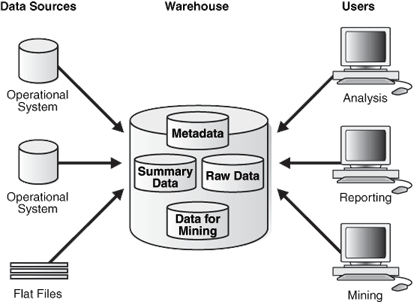 Data Sources
Warehouse
Users
Operational
System
Operational
System
Flat Files
Metadata
Summary
Data
Raw Data
Data for
Mining
Analysis
Reporting
Mining